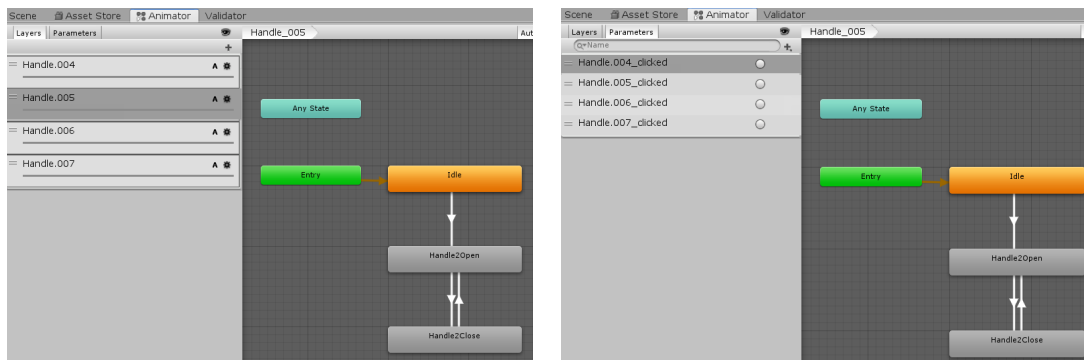 Scene Asset Store Animator Validator
Layers Parameters
Handle_005
Aut
+
Handle.004 A
Handle.005 A
Handle.006 A
Handle.007 A
Any State
Entry
Idle
Handle2Open
Handle2Close
Scene Asset Store Animator Validator
Layers Parameters
Handle_005
Name
+
Handle.004_clicked
Handle.005_clicked
Handle.006_clicked
Handle.007_clicked
Any State
Entry
Idle
Handle2Open
Handle2Close